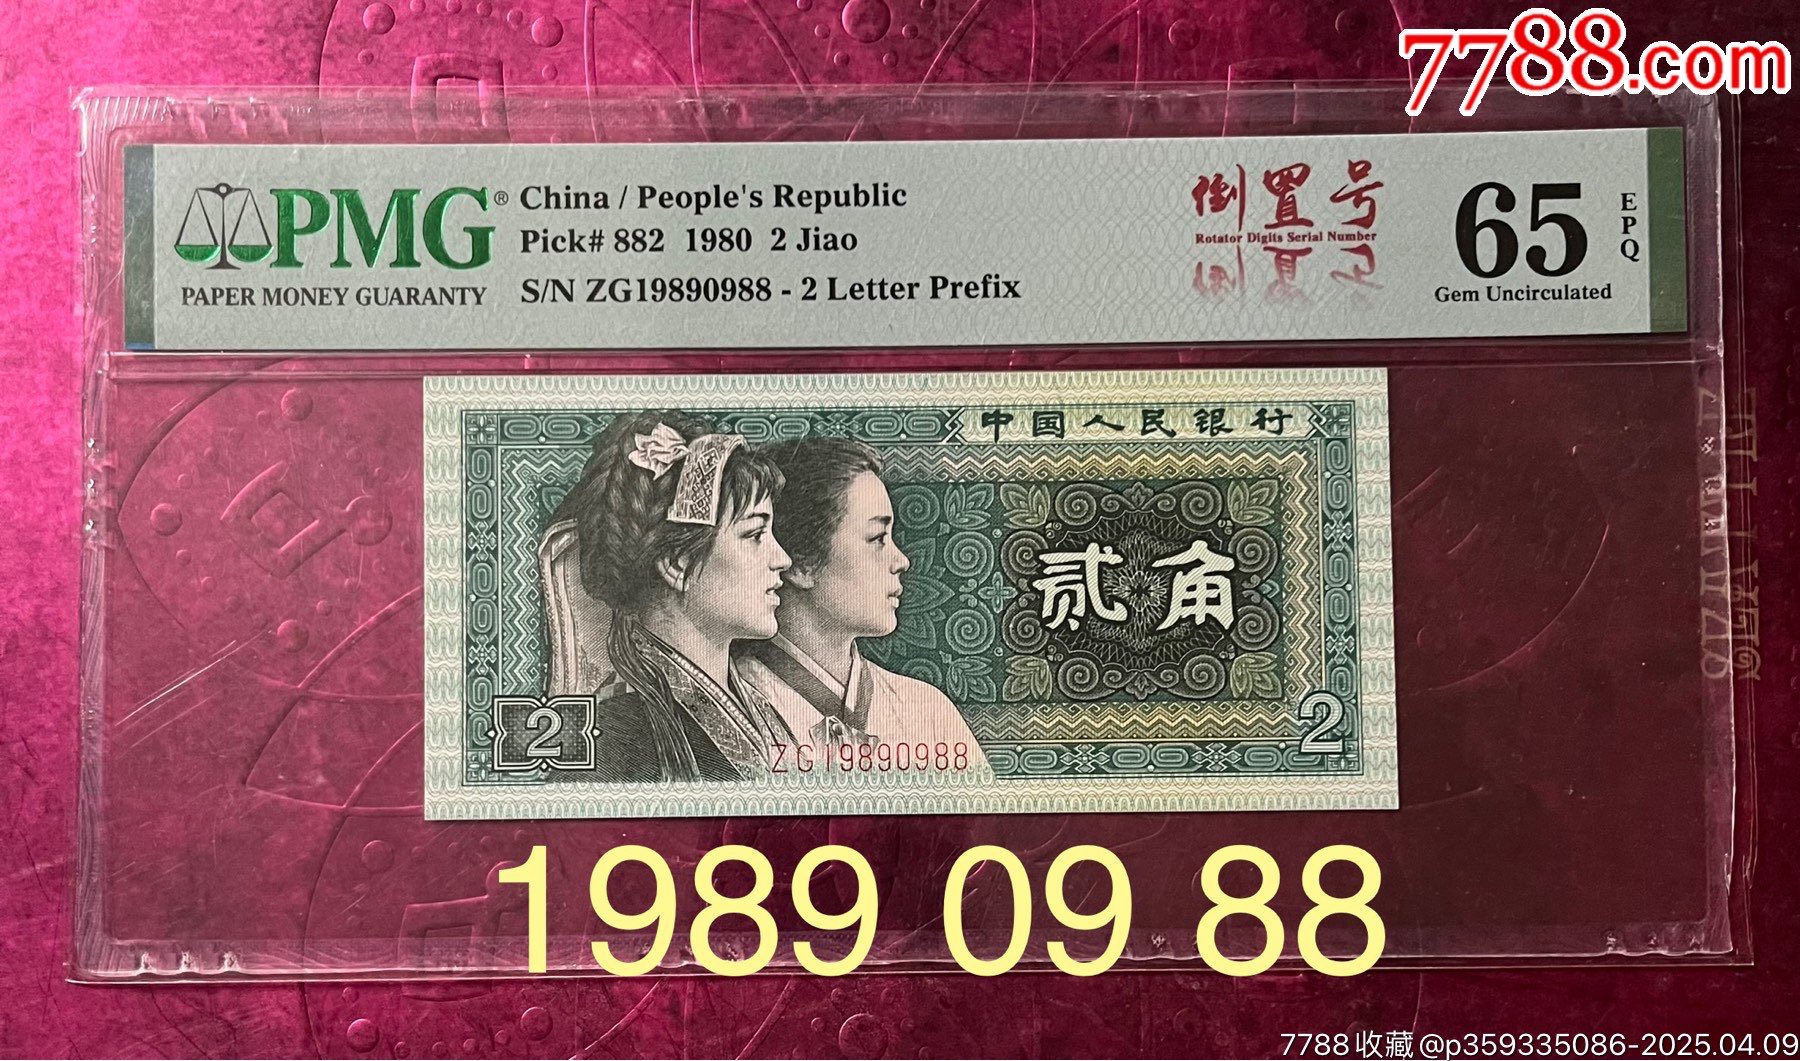 7788.com
PMG®
PAPER MONEY GUARANTY
China / People's Republic
Pick# 882 1980 2 Jiao
S/N ZG19890988 - 2 Letter Prefix
倒置号
Rotator Digits Serial Number
65
EPQ
Gem Uncirculated
中国人民银行
贰角
2
2
ZG19890988
1989 09 88
7788收藏@p359335086-2025.04.09